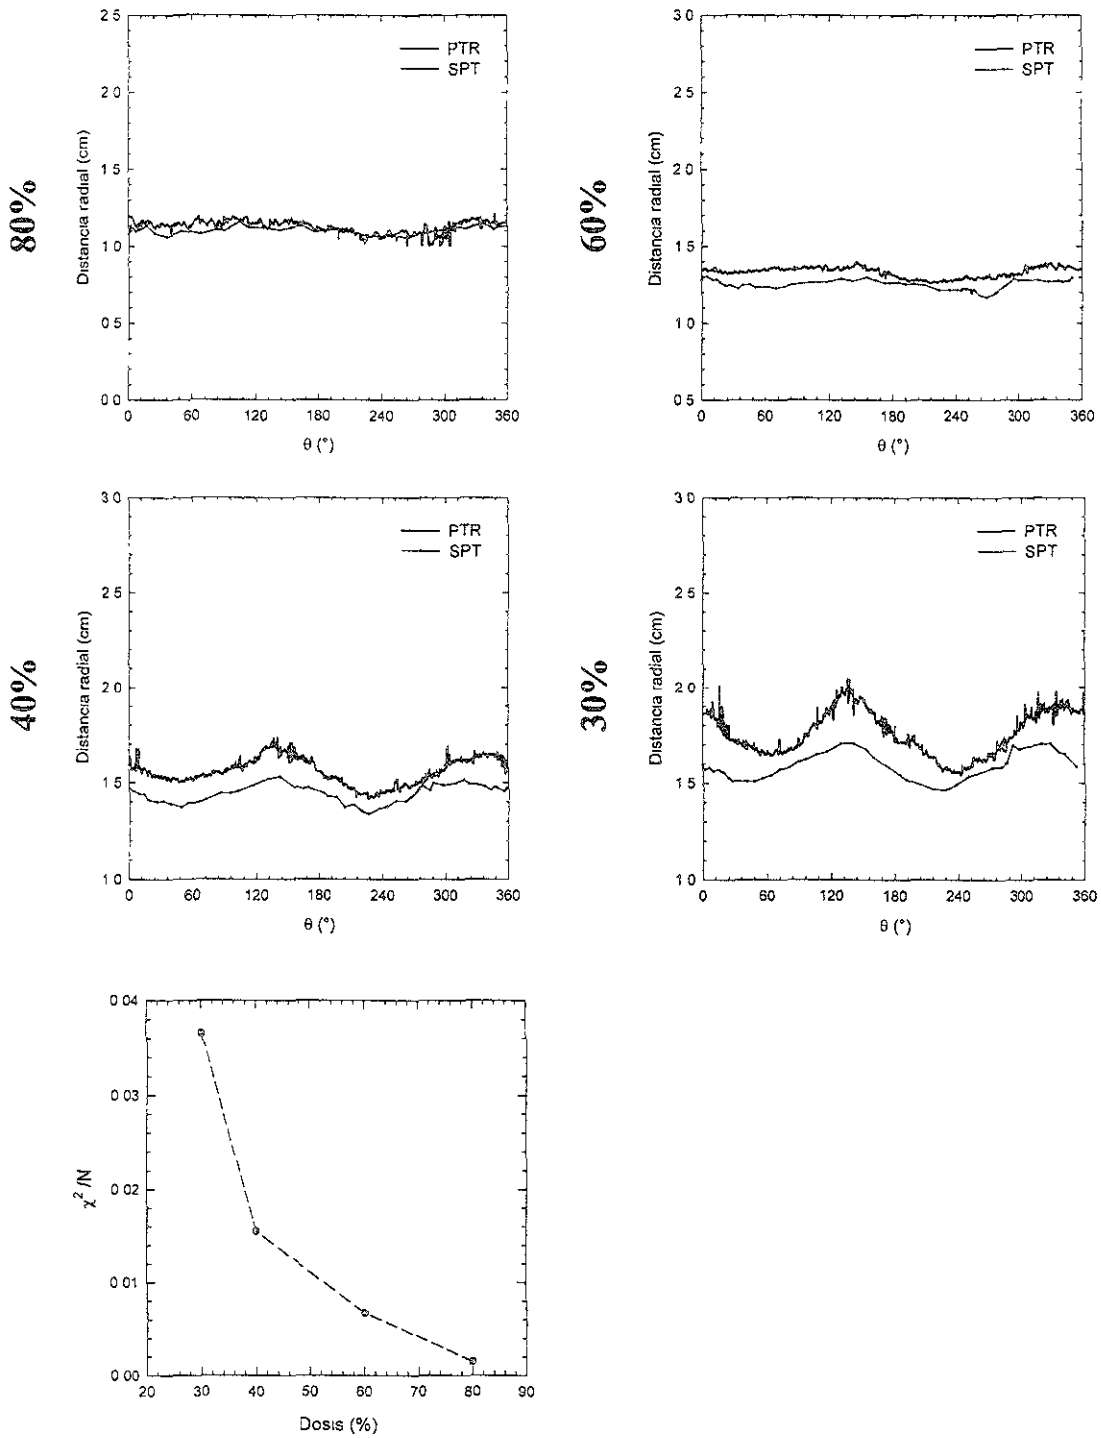 80%
Distancia radial (cm)
2 5
2 0
1 5
1 0
0 5
0 0
PTR
SPT
0 60 120 180 240 300 360
θ (°)
60%
Distancia radial (cm)
3 0
2 5
2 0
1 5
1 0
0 5
PTR
SPT
0 60 120 180 240 300 360
θ (°)
40%
Distancia radial (cm)
3 0
2 5
2 0
1 5
1 0
PTR
SPT
0 60 120 180 240 300 360
θ (°)
30%
Distancia radial (cm)
3 0
2 5
2 0
1 5
1 0
PTR
SPT
0 60 120 180 240 300 360
θ (°)
χ² /N
0 04
0 03
0 02
0 01
0 00
20 30 40 50 60 70 80 90
Dosis (%)